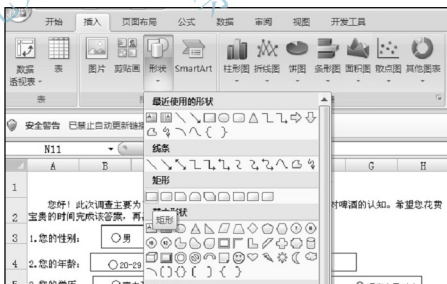 开始 插入 页面布局 公式 数据 审阅 视图 开发工具
数据透视表 表 图片 剪贴画 形状 SmartArt 柱形图 折线图 饼图 条形图 面积图 散点图 其他图表
表
最近使用的形状
安全警告 已禁止自动更新链接
线条
N11
A B G H
矩形
1
您好！此次调查主要为 对啤酒的认知。希望您花费
2 宝贵的时间完成该答案，再 基本形状
矩形
3 1.您的性别： 男
4 2.您的年龄： 20-29